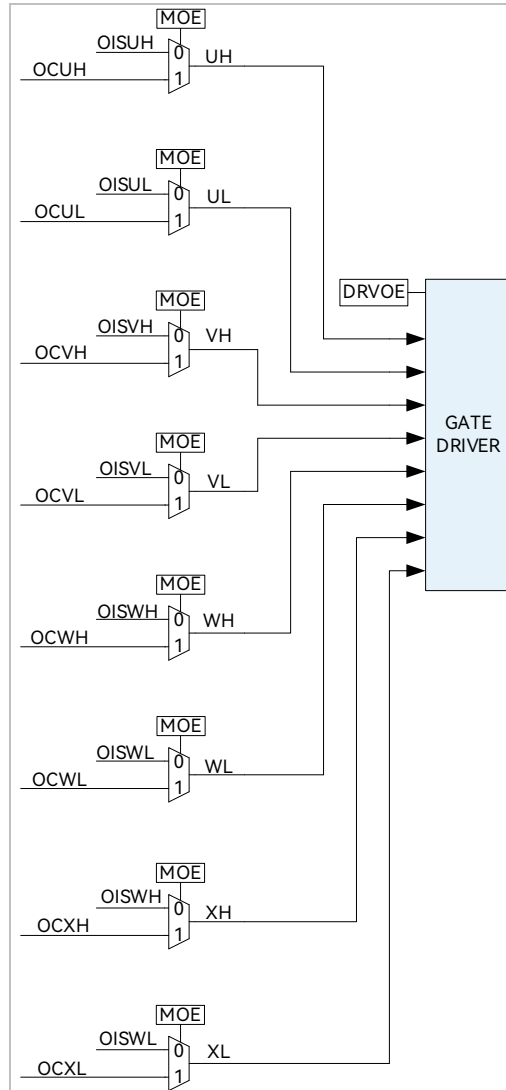 MOE
OISUH
0
UH
OCUH
1
MOE
OISUL
0
UL
OCUL
1
DRVOE
MOE
OISVH
0
VH
OCVH
1
GATE
DRIVER
MOE
OISVL
0
VL
OCVL
1
MOE
OISWH
0
WH
OCWH
1
MOE
OISWL
0
WL
OCWL
1
MOE
OISWH
0
XH
OCXH
1
MOE
OISWL
0
XL
OCXL
1